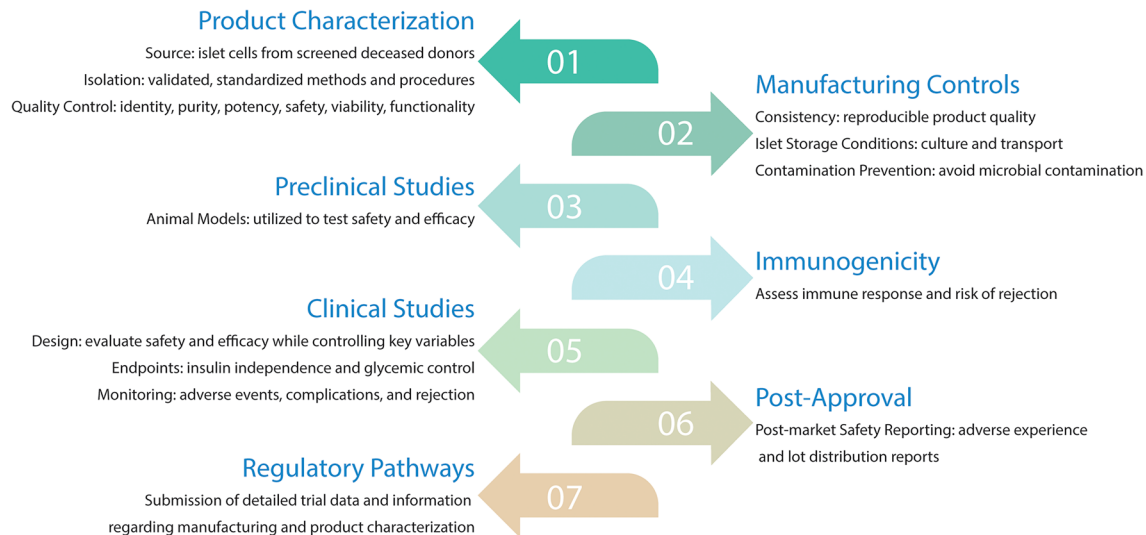 Product Characterization
Source: islet cells from screened deceased donors
Isolation: validated, standardized methods and procedures
Quality Control: identity, purity, potency, safety, viability, functionality
01
Manufacturing Controls
Consistency: reproducible product quality
Islet Storage Conditions: culture and transport
Contamination Prevention: avoid microbial contamination
02
Preclinical Studies
Animal Models: utilized to test safety and efficacy
03
Immunogenicity
Assess immune response and risk of rejection
04
Clinical Studies
Design: evaluate safety and efficacy while controlling key variables
Endpoints: insulin independence and glycemic control
Monitoring: adverse events, complications, and rejection
05
Post-Approval
Post-market Safety Reporting: adverse experience
and lot distribution reports
06
Regulatory Pathways
Submission of detailed trial data and information
regarding manufacturing and product characterization
07